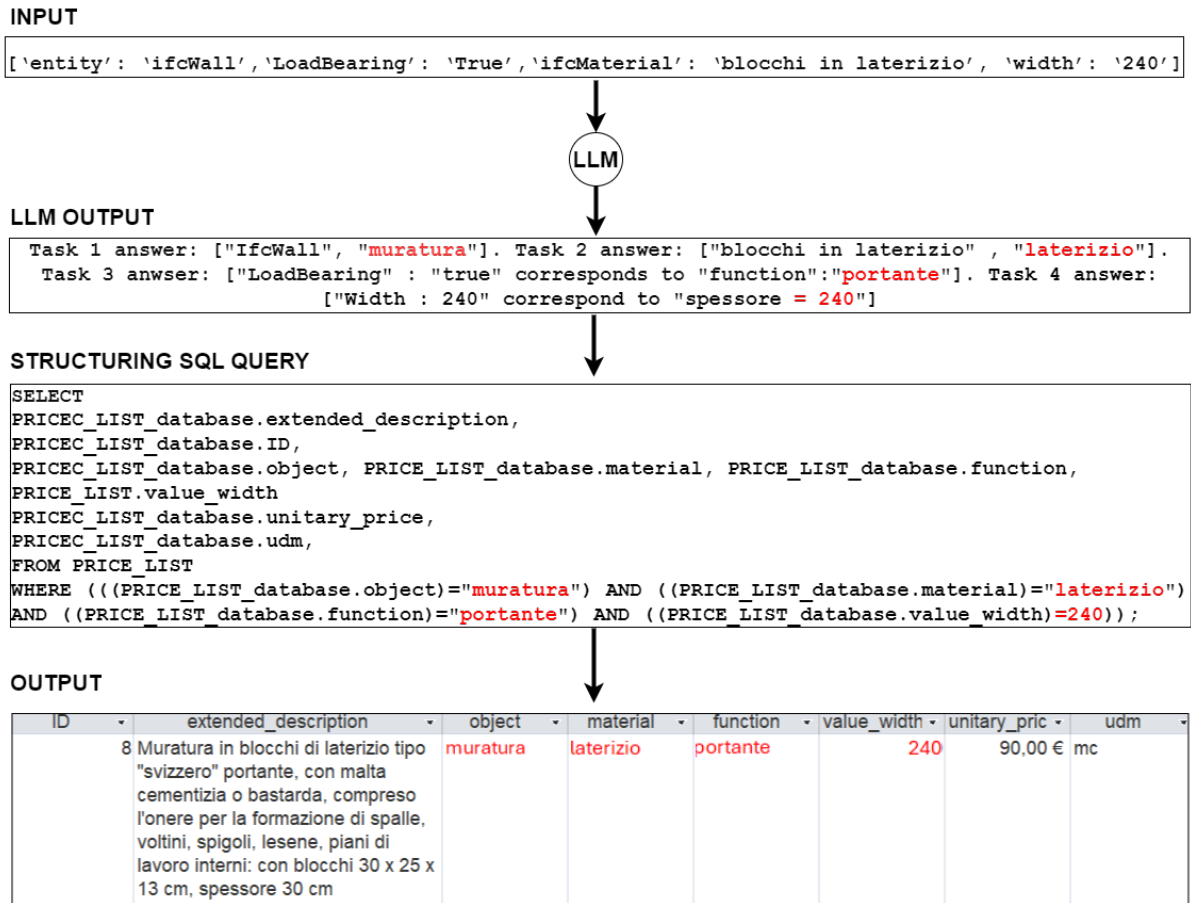 INPUT
[‘entity’: ‘ifcWall’,‘LoadBearing’: ‘True’,‘ifcMaterial’: ‘blocchi in laterizio’, ‘width’: ‘240’]
LLM
LLM OUTPUT
Task 1 answer: ["IfcWall", "muratura"]. Task 2 answer: ["blocchi in laterizio" , "laterizio"].
Task 3 anwser: ["LoadBearing" : "true" corresponds to "function":"portante"]. Task 4 answer:
["Width : 240" correspond to "spessore = 240"]
STRUCTURING SQL QUERY
SELECT
PRICEC_LIST_database.extended_description,
PRICEC_LIST_database.ID,
PRICEC_LIST_database.object, PRICE_LIST_database.material, PRICE_LIST_database.function,
PRICE_LIST.value_width
PRICEC_LIST_database.unitary_price,
PRICEC_LIST_database.udm,
FROM PRICE_LIST
WHERE (((PRICE_LIST_database.object)="muratura") AND ((PRICE_LIST_database.material)="laterizio")
AND ((PRICE_LIST_database.function)="portante") AND ((PRICE_LIST_database.value_width)=240));
OUTPUT
ID extended_description object material function value_width unitary_pric udm
8 Muratura in blocchi di laterizio tipo muratura laterizio portante 240 90,00 € mc
"svizzero" portante, con malta
cementizia o bastarda, compreso
l'onere per la formazione di spalle,
voltini, spigoli, lesene, piani di
lavoro interni: con blocchi 30 x 25 x
13 cm, spessore 30 cm